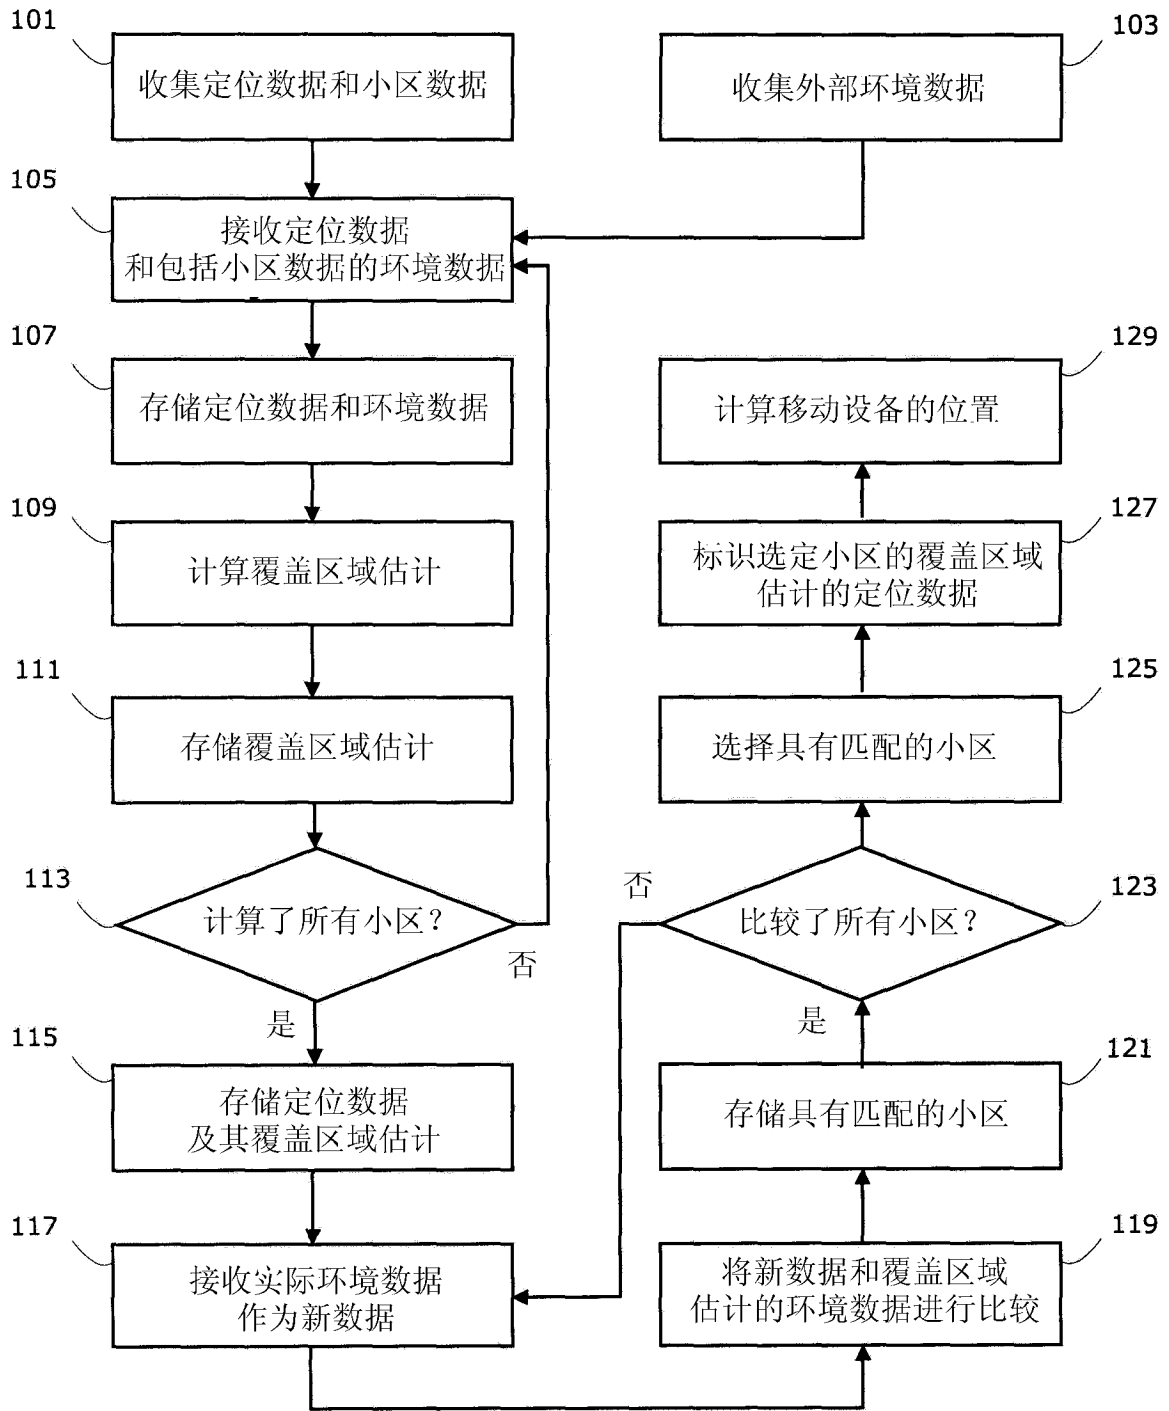 101
收集定位数据和小区数据
103
收集外部环境数据
105
接收定位数据
和包括小区数据的环境数据
107
存储定位数据和环境数据
109
计算覆盖区域估计
111
存储覆盖区域估计
113
计算了所有小区?
否
是
115
存储定位数据
及其覆盖区域估计
117
接收实际环境数据
作为新数据
119
将新数据和覆盖区域
估计的环境数据进行比较
121
存储具有匹配的小区
是
123
比较了所有小区?
否
125
选择具有匹配的小区
127
标识选定小区的覆盖区域
估计的定位数据
129
计算移动设备的位置